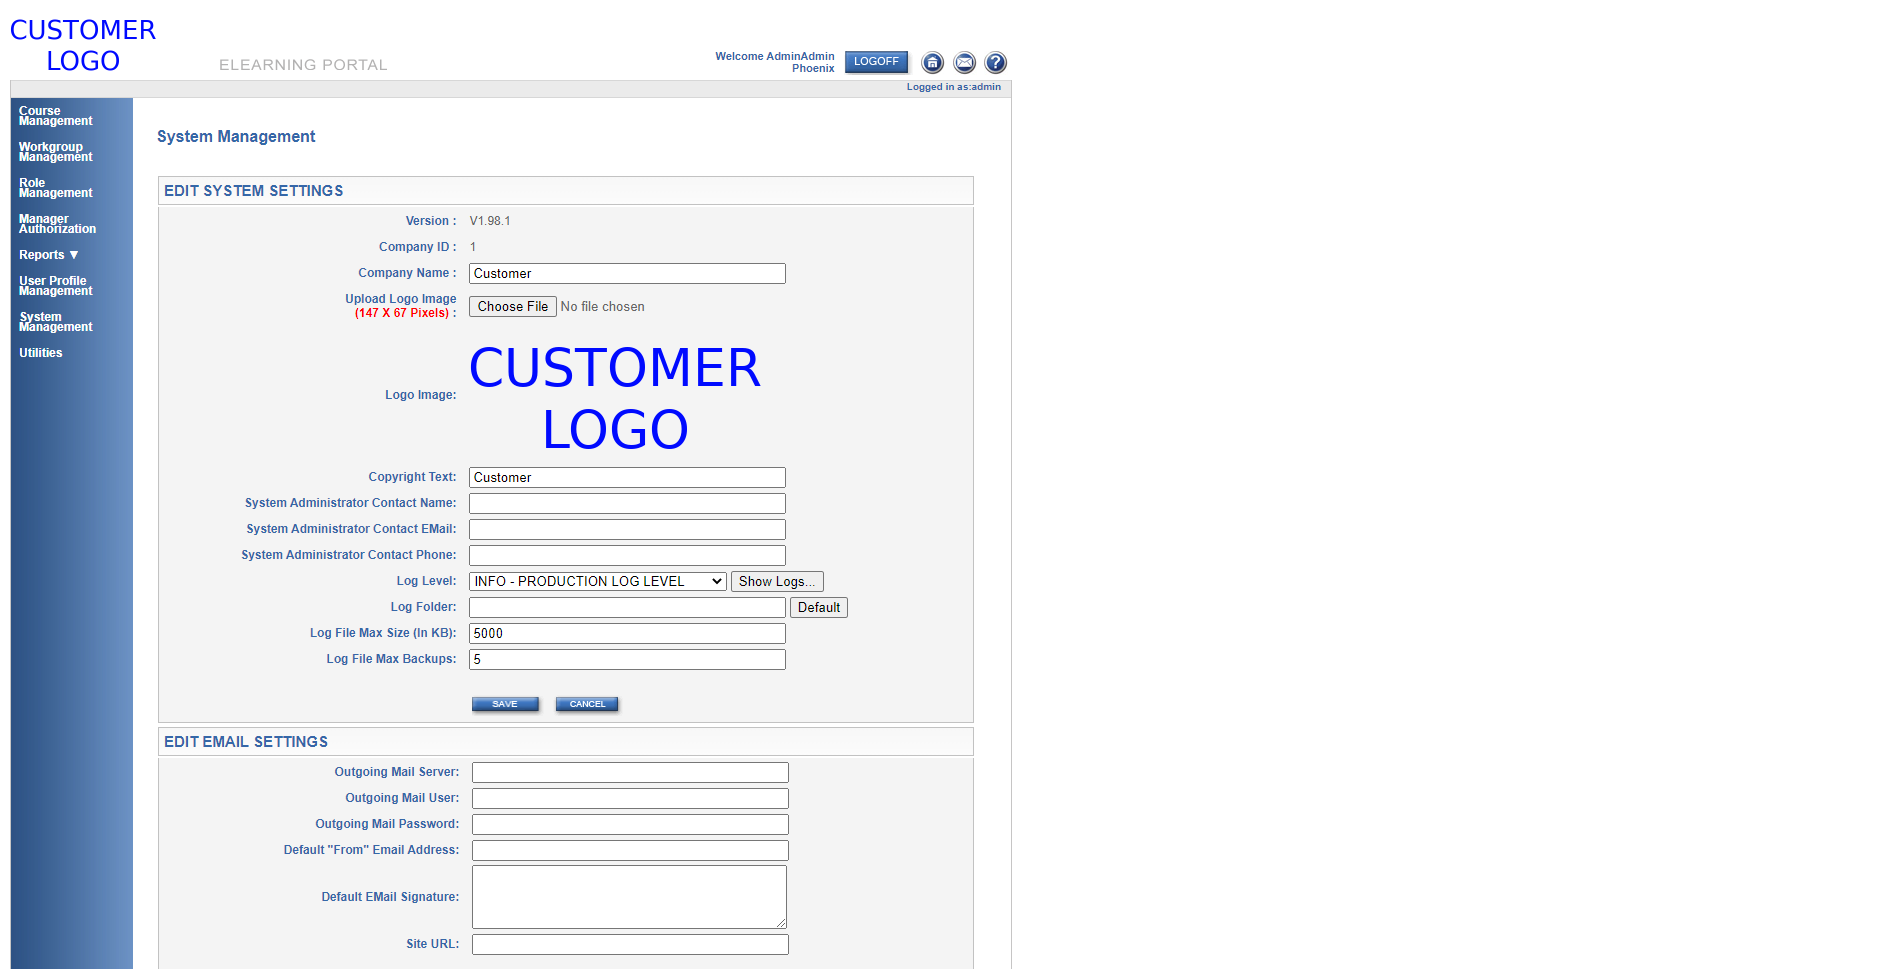 CUSTOMER
LOGO
ELEARNING PORTAL
Welcome AdminAdmin
Phoenix
LOGOFF
Logged in as:admin
Course
Management
Workgroup
Management
Role
Management
Manager
Authorization
Reports ▼
User Profile
Management
System
Management
Utilities
System Management
EDIT SYSTEM SETTINGS
Version : V1.98.1
Company ID : 1
Company Name : Customer
Upload Logo Image
(147 X 67 Pixels) : Choose File No file chosen
Logo Image:
CUSTOMER
LOGO
Copyright Text: Customer
System Administrator Contact Name:
System Administrator Contact EMail:
System Administrator Contact Phone:
Log Level: INFO - PRODUCTION LOG LEVEL Show Logs...
Log Folder: Default
Log File Max Size (In KB): 5000
Log File Max Backups: 5
SAVE CANCEL
EDIT EMAIL SETTINGS
Outgoing Mail Server:
Outgoing Mail User:
Outgoing Mail Password:
Default "From" Email Address:
Default EMail Signature:
Site URL: